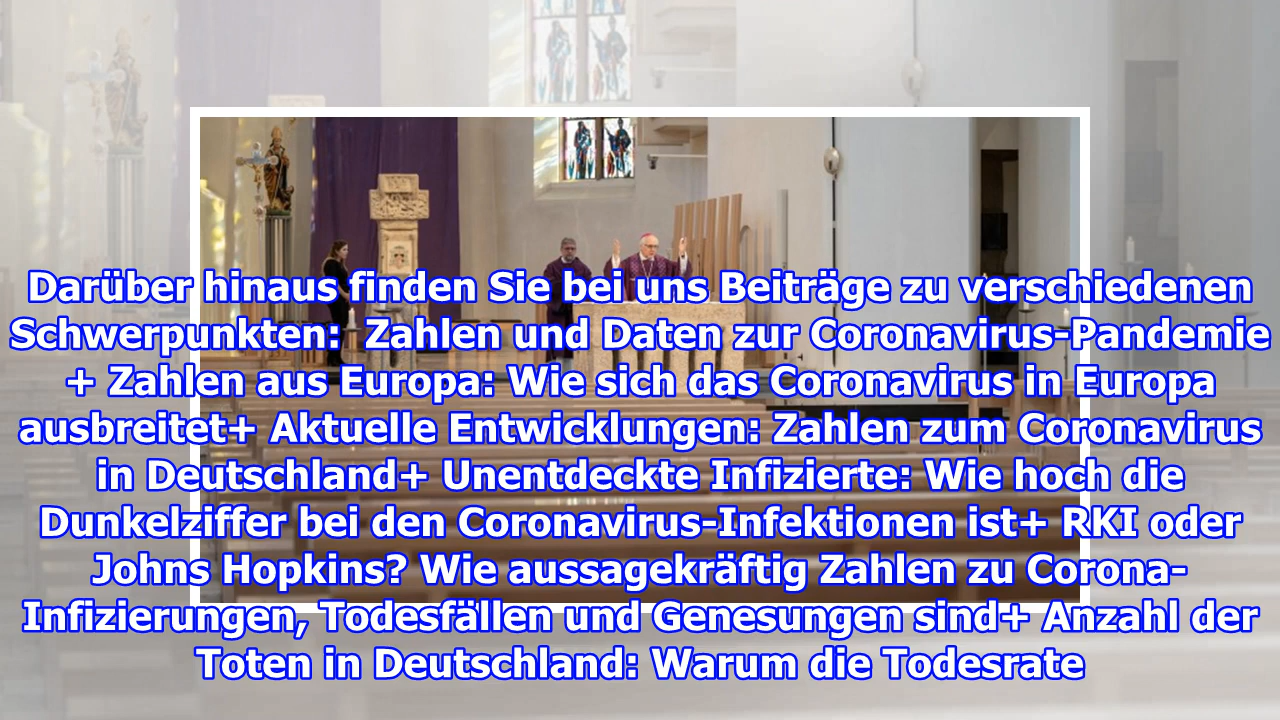 Darüber hinaus finden Sie bei uns Beiträge zu verschiedenen
Schwerpunkten:  Zahlen und Daten zur Coronavirus-Pandemie
+ Zahlen aus Europa: Wie sich das Coronavirus in Europa
ausbreitet+ Aktuelle Entwicklungen: Zahlen zum Coronavirus
in Deutschland+ Unentdeckte Infizierte: Wie hoch die
Dunkelziffer bei den Coronavirus-Infektionen ist+ RKI oder
Johns Hopkins? Wie aussagekräftig Zahlen zu Corona-
Infizierungen, Todesfällen und Genesungen sind+ Anzahl der
Toten in Deutschland: Warum die Todesrate